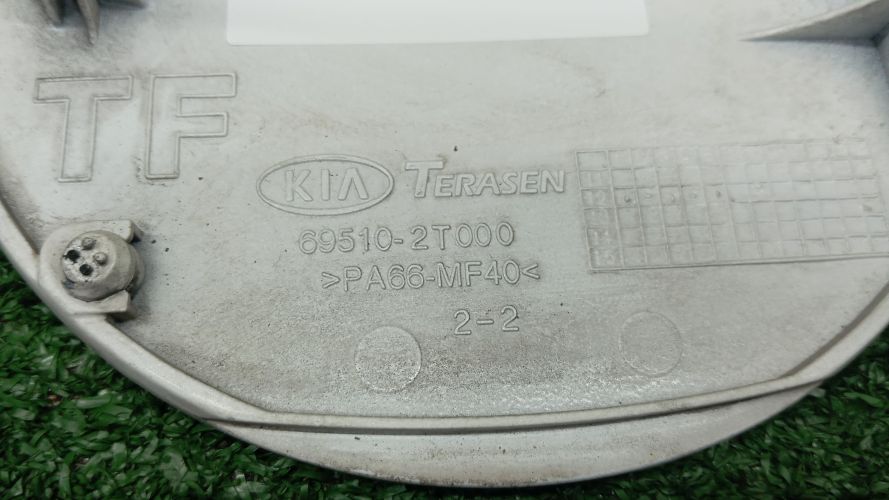 TF
KIA TERASEN
69510-2T000
>PA66-MF40<
2-2